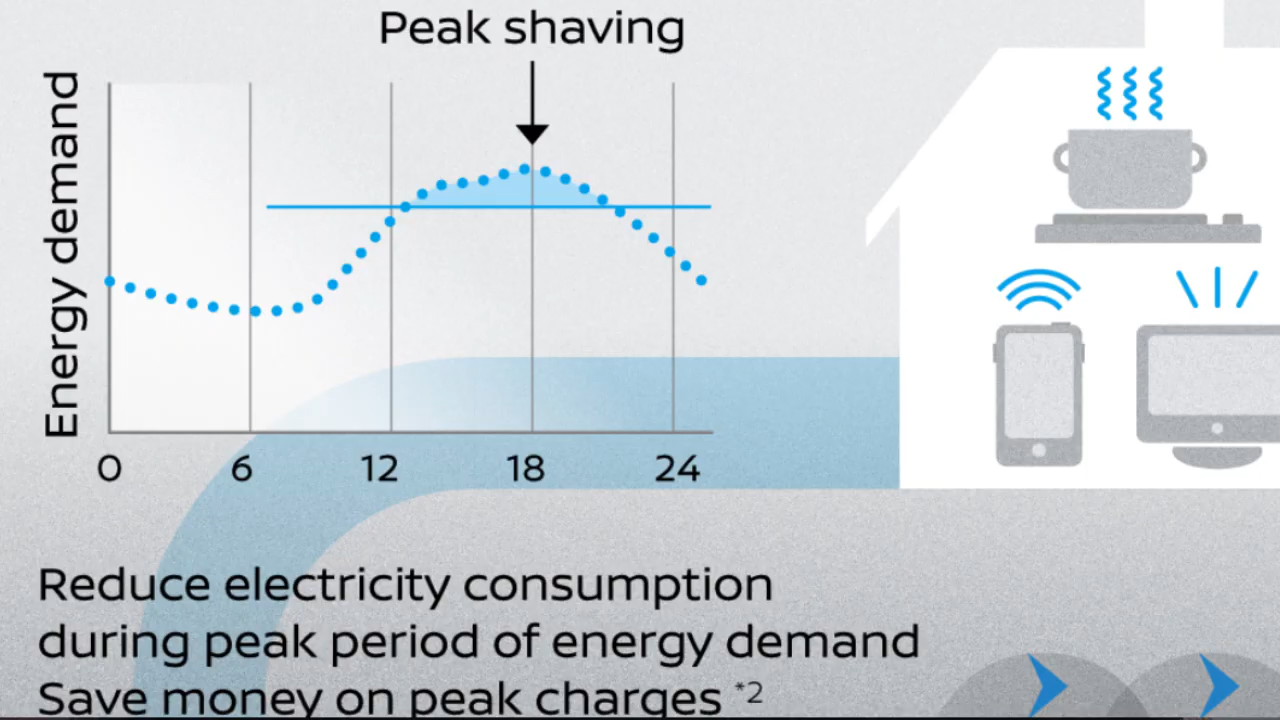 Peak shaving
Energy demand
0 6 12 18 24
Reduce electricity consumption
during peak period of energy demand
Save money on peak charges *2